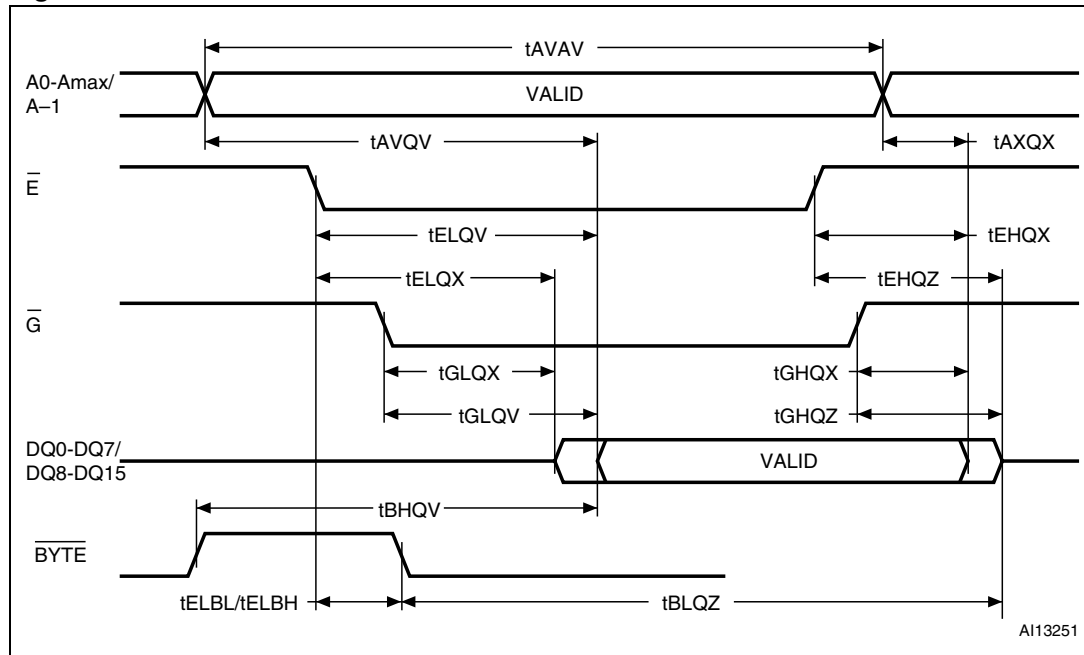 tAVAV
A0-Amax/
A–1
VALID
tAVQV
tAXQX
E
tELQV
tEHQX
tELQX
tEHQZ
G
tGLQX
tGHQX
tGLQV
tGHQZ
DQ0-DQ7/
DQ8-DQ15
VALID
tBHQV
BYTE
tELBL/tELBH
tBLQZ
AI13251